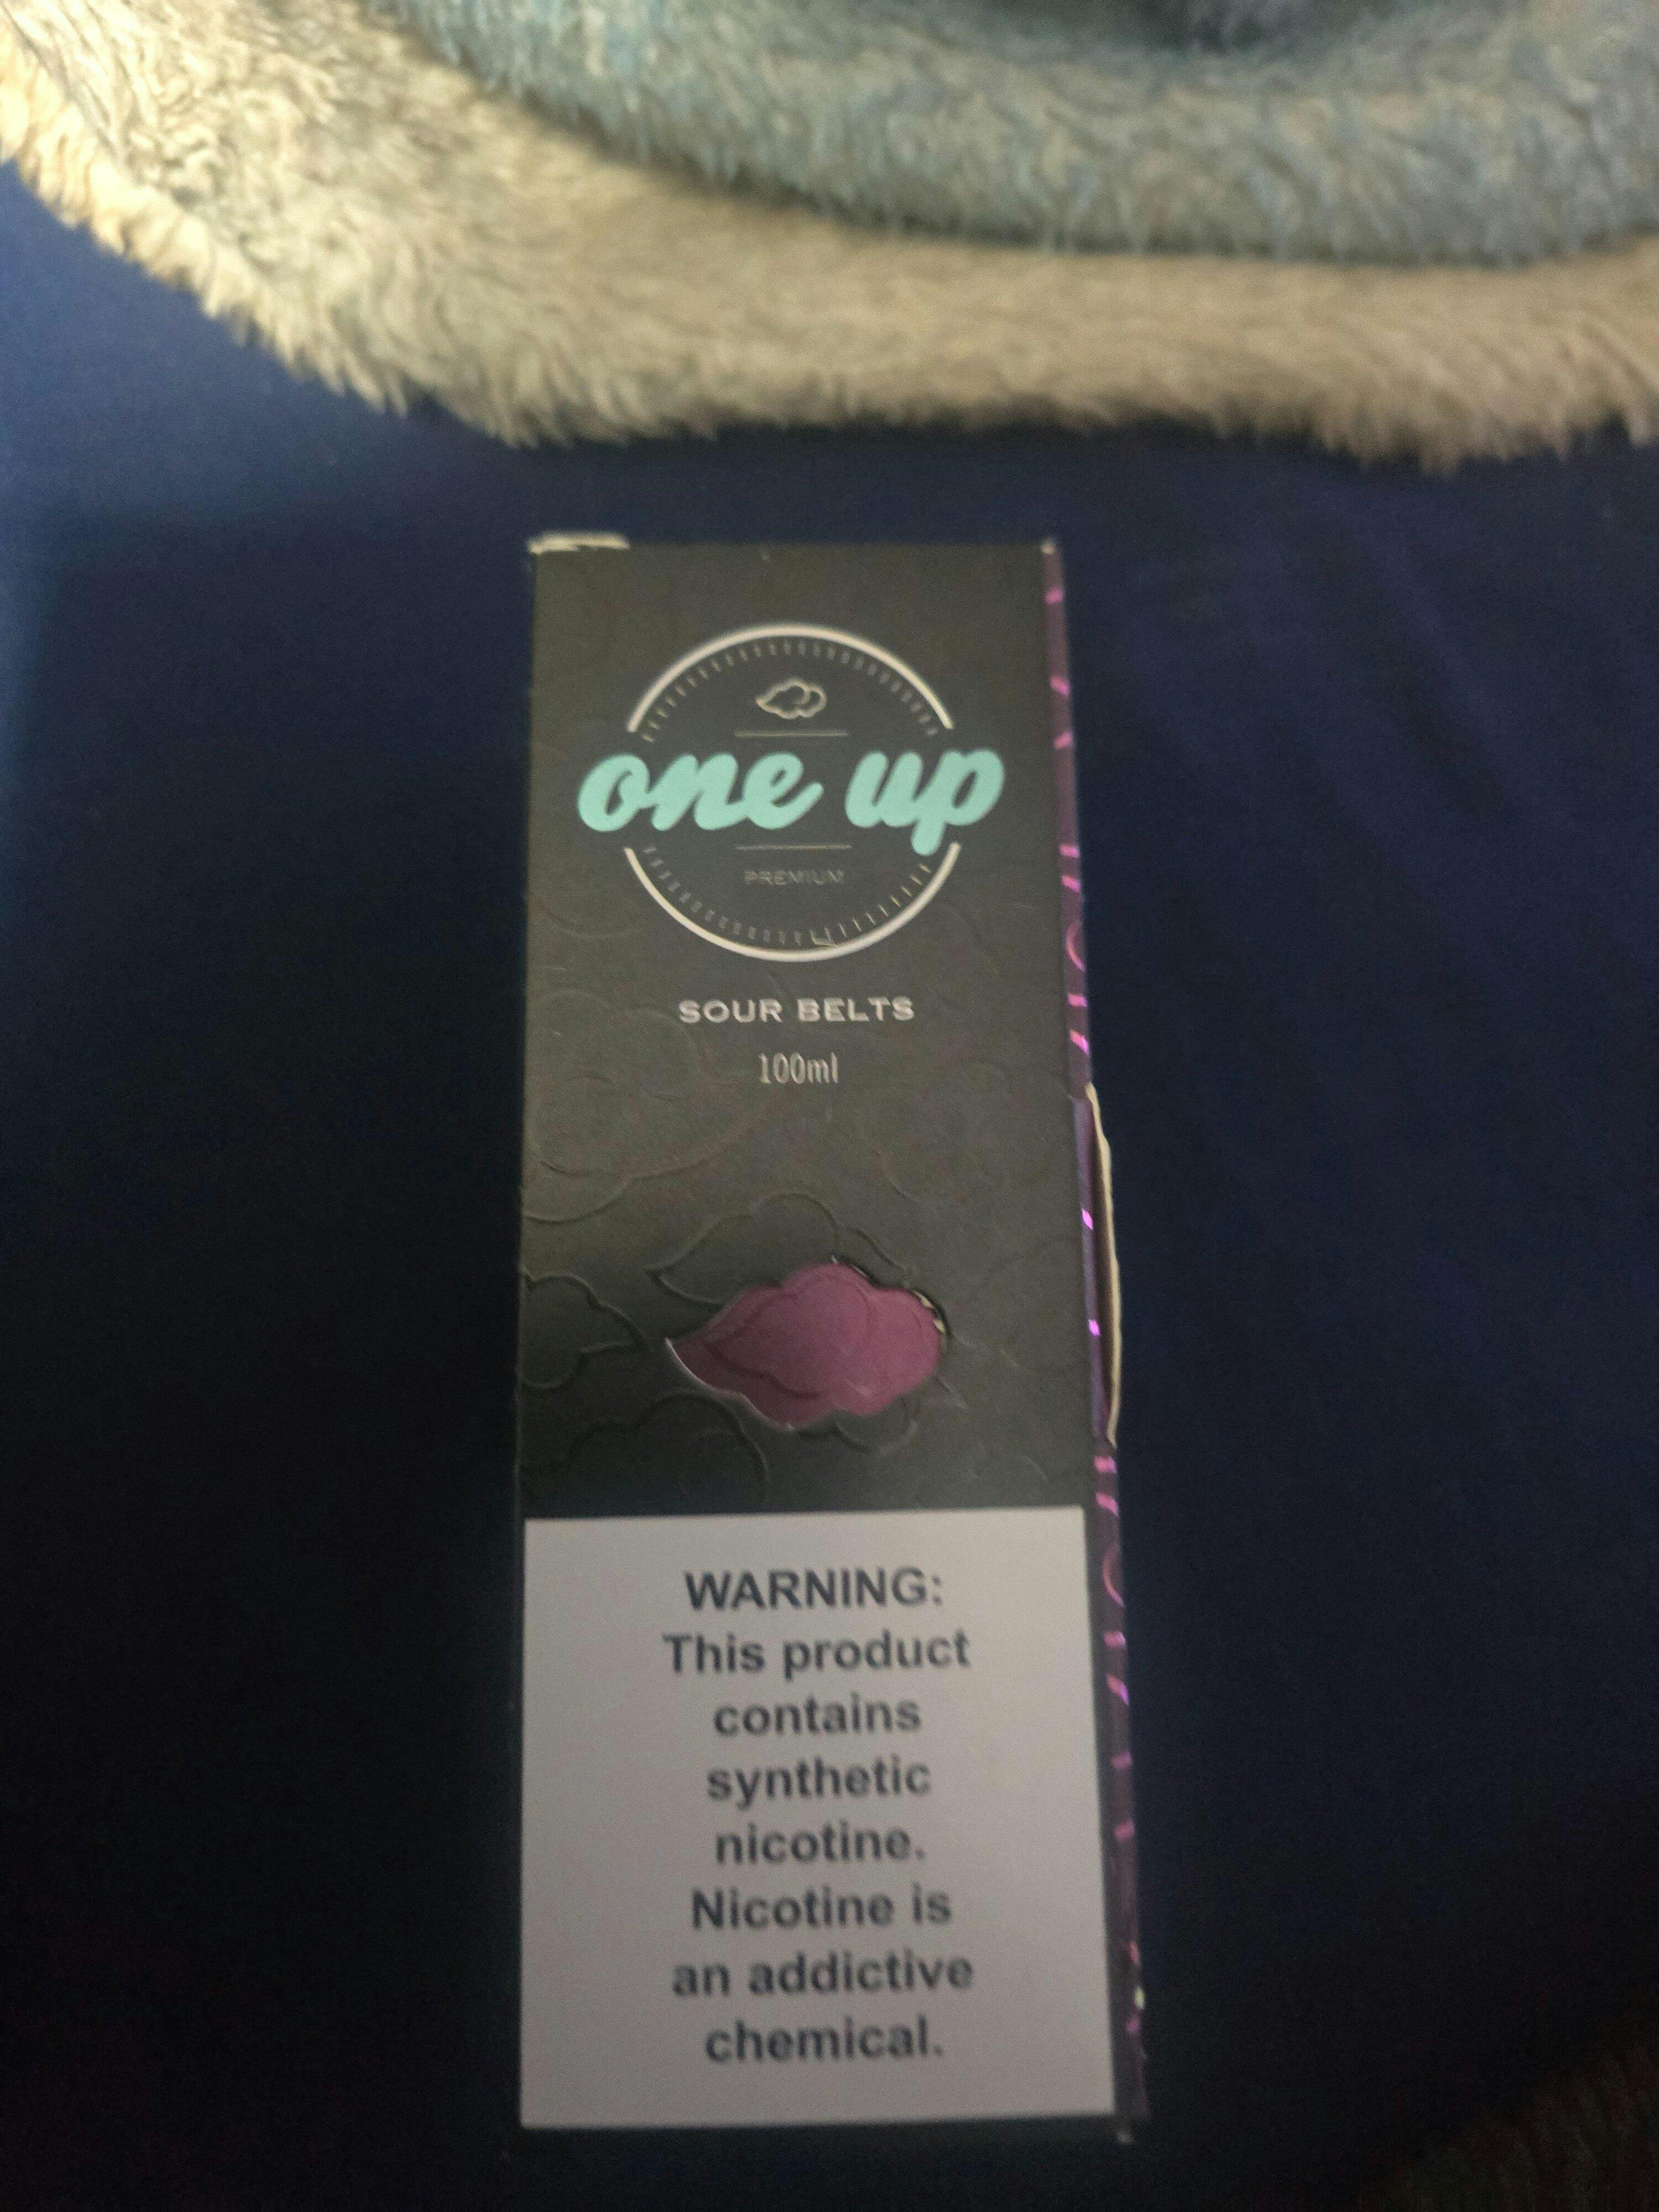 one up
PREMIUM
SOUR BELTS
100ml
WARNING:
This product
contains
synthetic
nicotine.
Nicotine is
an addictive
chemical.